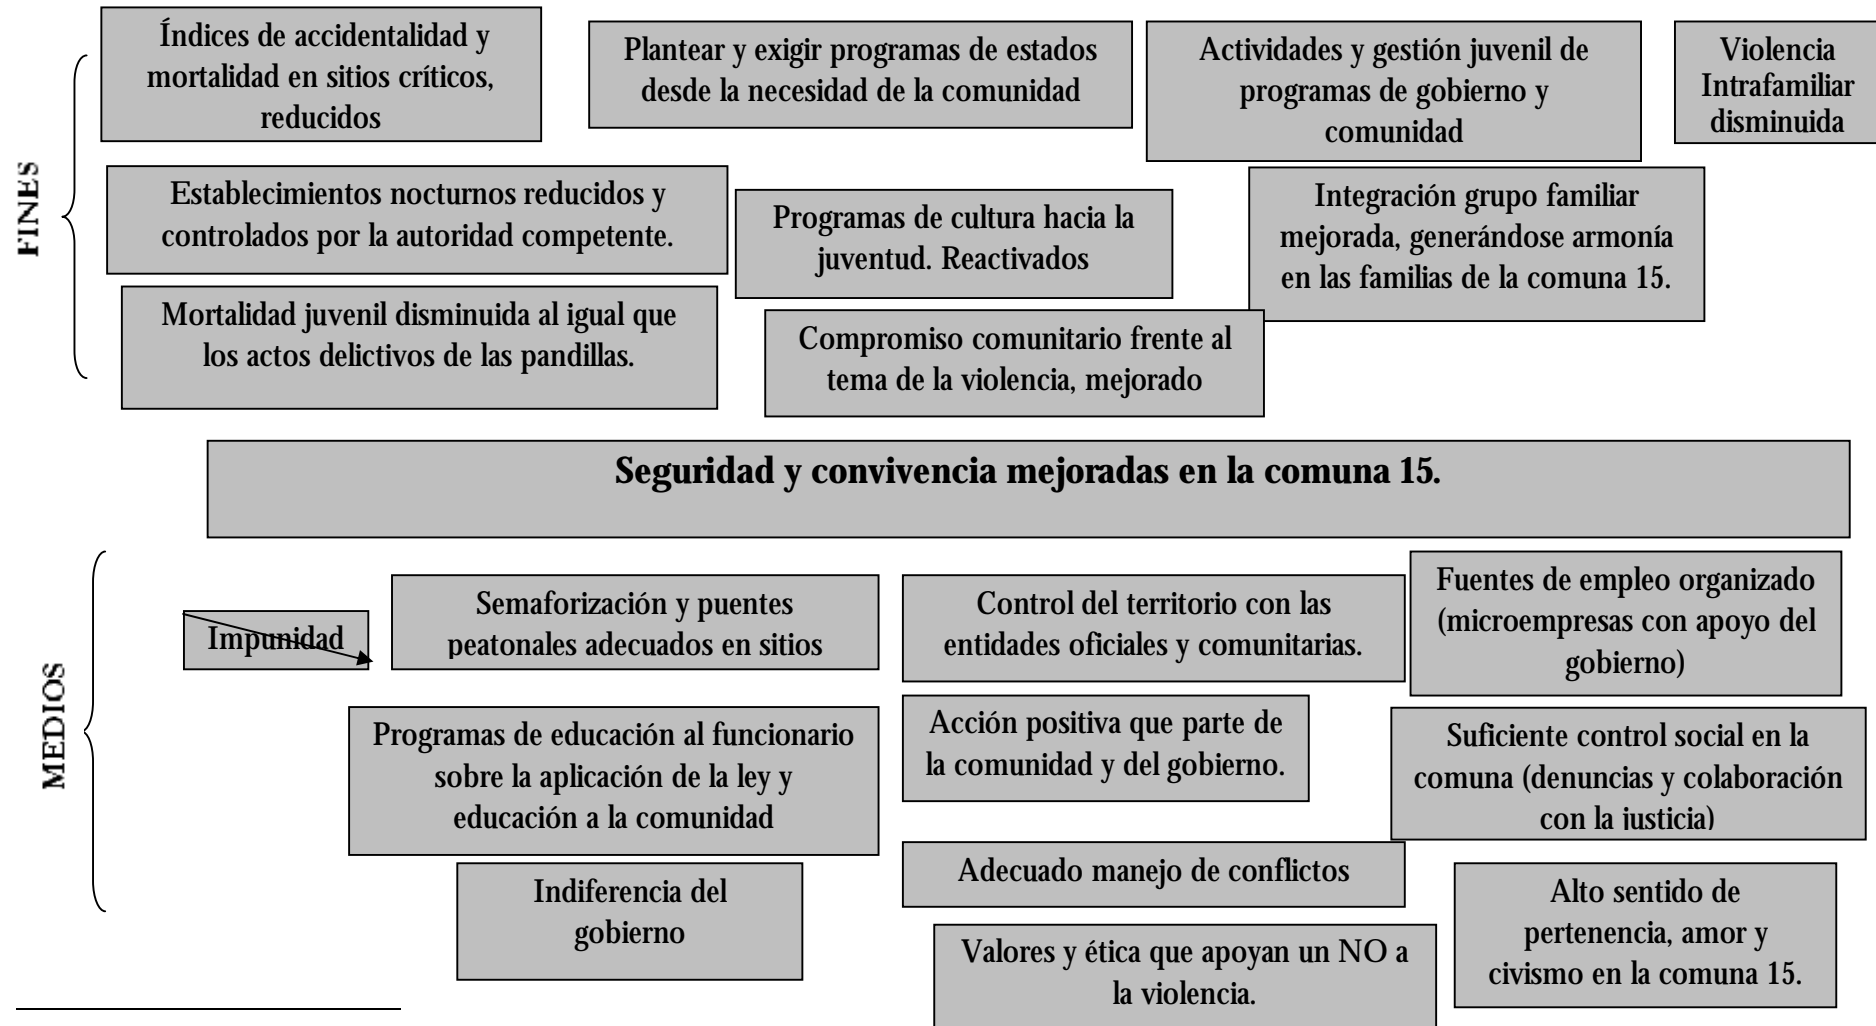 FINES
Índices de accidentalidad y
mortalidad en sitios críticos,
reducidos
Plantear y exigir programas de estados
desde la necesidad de la comunidad
Actividades y gestión juvenil de
programas de gobierno y
comunidad
Violencia
Intrafamiliar
disminuida
Establecimientos nocturnos reducidos y
controlados por la autoridad competente.
Programas de cultura hacia la
juventud. Reactivados
Integración grupo familiar
mejorada, generándose armonía
en las familias de la comuna 15.
Mortalidad juvenil disminuida al igual que
los actos delictivos de las pandillas.
Compromiso comunitario frente al
tema de la violencia, mejorado
Seguridad y convivencia mejoradas en la comuna 15.
MEDIOS
Impunidad
Semaforización y puentes
peatonales adecuados en sitios
Control del territorio con las
entidades oficiales y comunitarias.
Fuentes de empleo organizado
(microempresas con apoyo del
gobierno)
Programas de educación al funcionario
sobre la aplicación de la ley y
educación a la comunidad
Acción positiva que parte de
la comunidad y del gobierno.
Suficiente control social en la
comuna (denuncias y colaboración
con la justicia)
Indiferencia del
gobierno
Adecuado manejo de conflictos
Valores y ética que apoyan un NO a
la violencia.
Alto sentido de
pertenencia, amor y
civismo en la comuna 15.